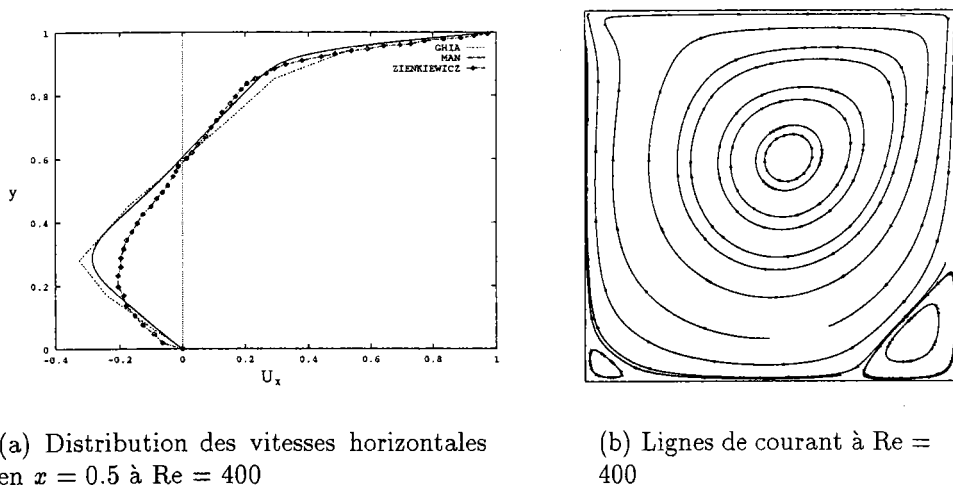 1
0.8
0.6
0.4
0.2
0
y
GHIA
MAN
ZIENKIEWICZ
-0.4
-0.2
0
0.2
0.4
0.6
0.8
1
Ux
(a) Distribution des vitesses horizontales
en x = 0.5 à Re = 400
(b) Lignes de courant à Re =
400